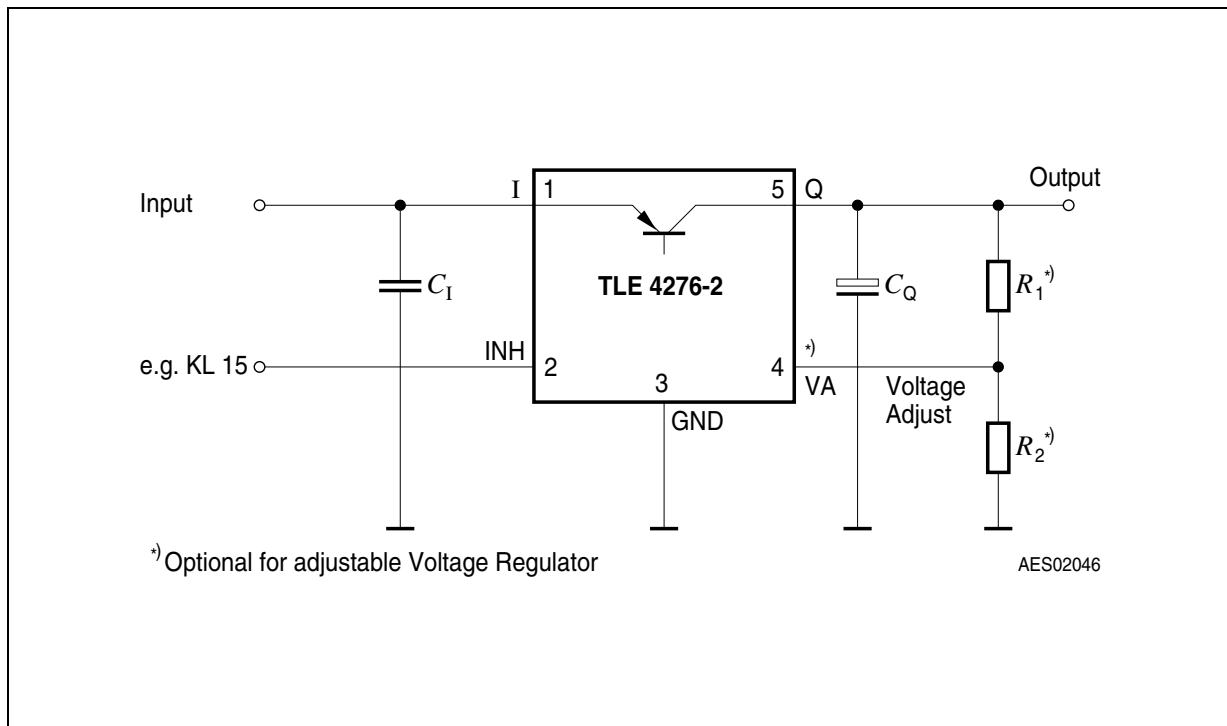 Input
I
1
5
Q
Output
C_I
TLE 4276-2
C_Q
R_1 *)
e.g. KL 15
INH
2
3
GND
4
*)
VA
Voltage
Adjust
R_2 *)
*) Optional for adjustable Voltage Regulator
AES02046